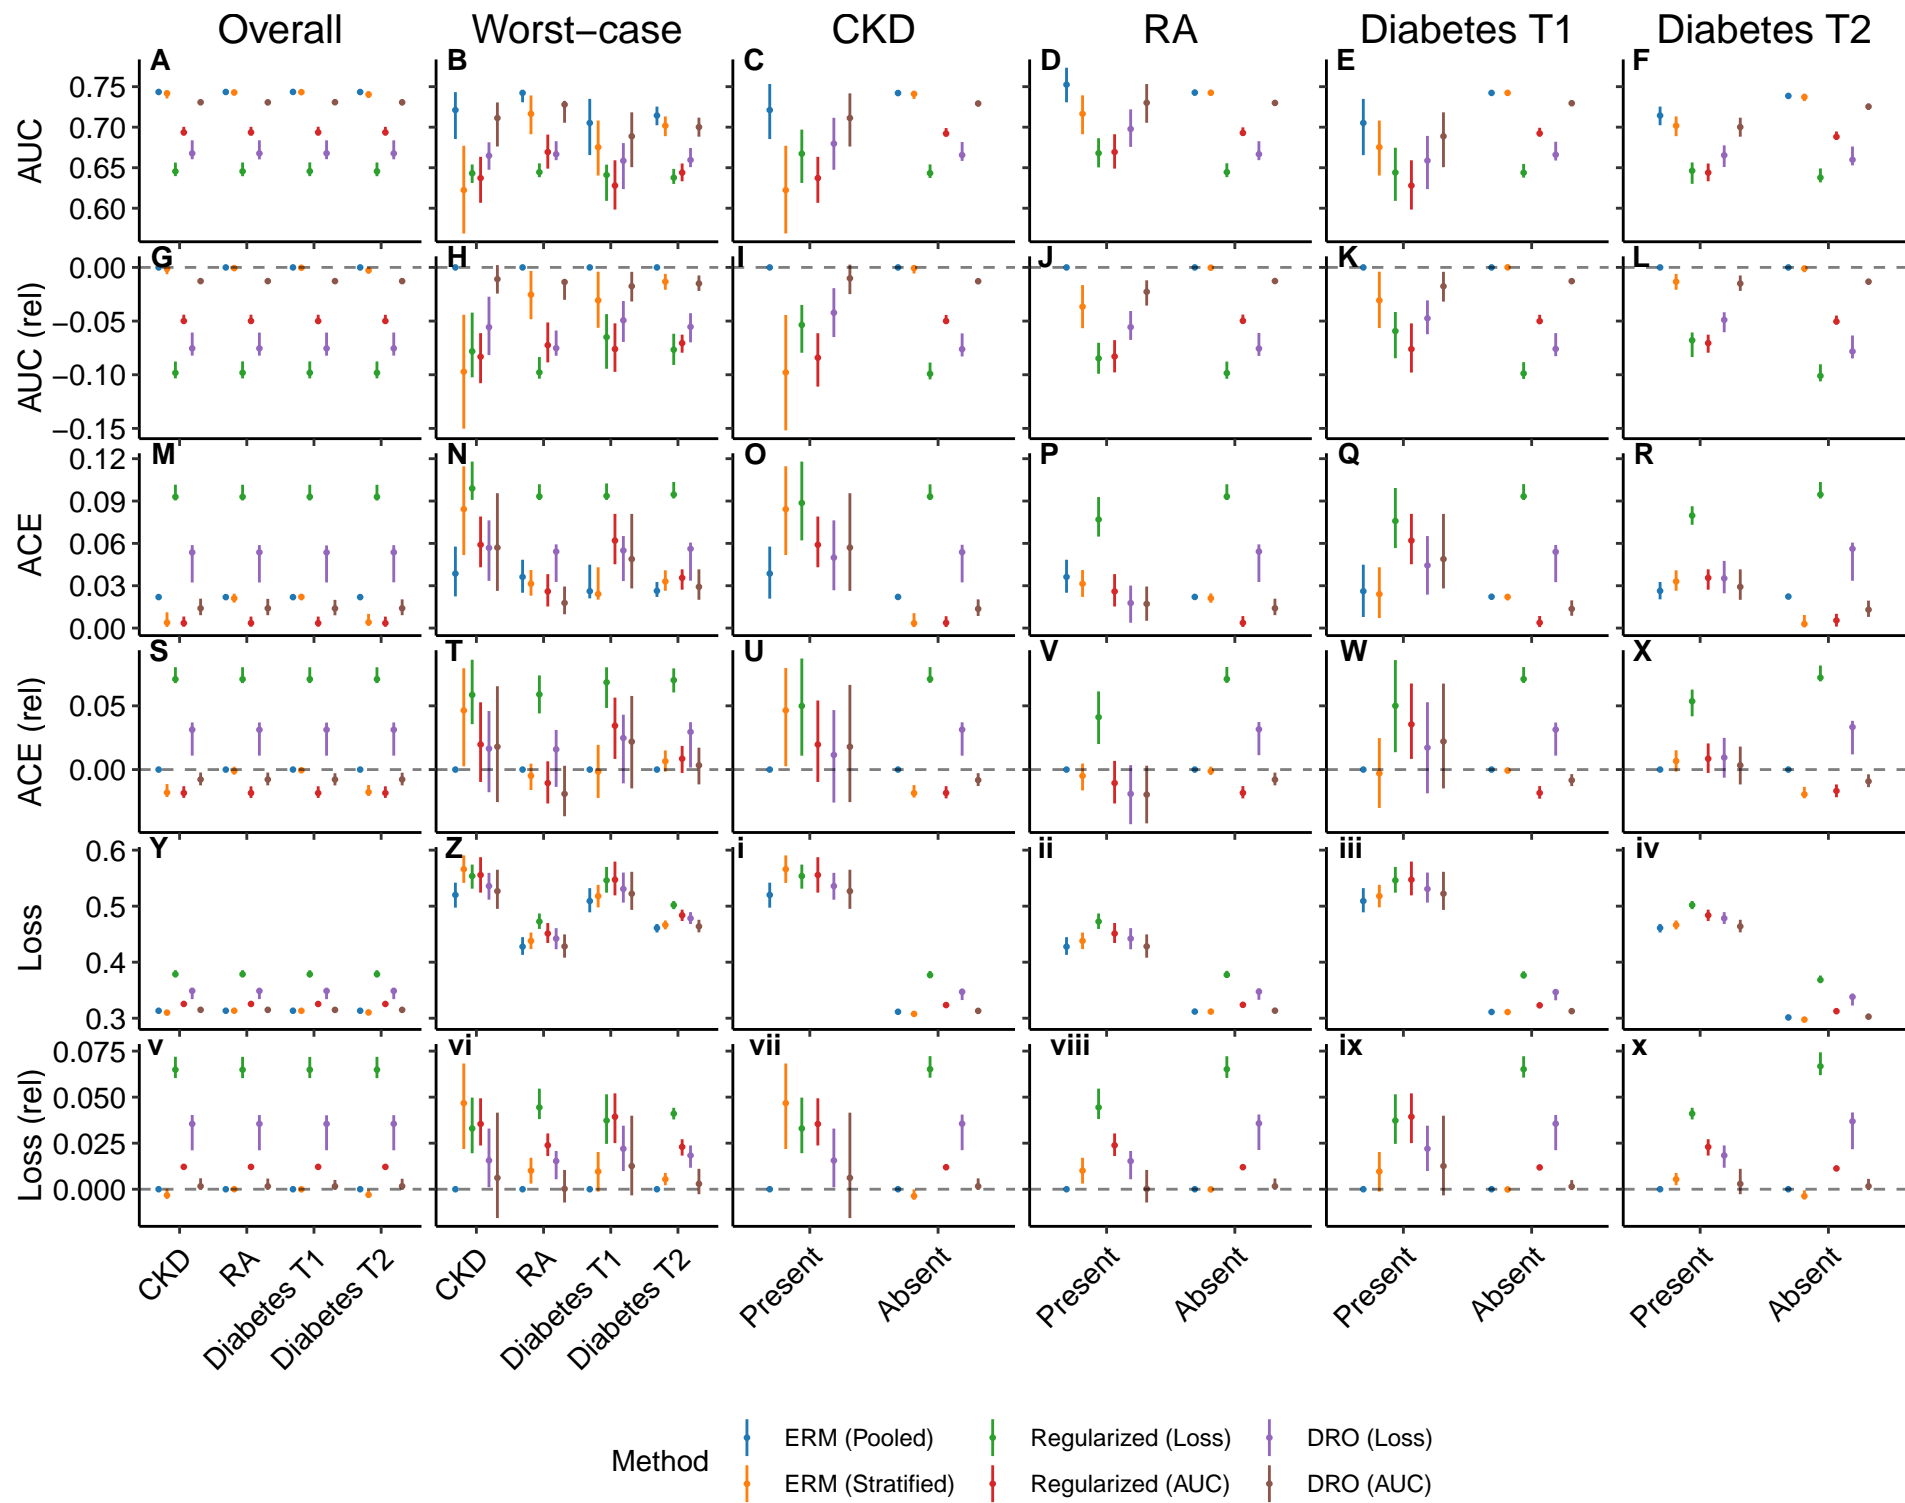 Overall Worst−case CKD RA Diabetes T1 Diabetes T2
A B C D E F
AUC
0.75
0.70
0.65
0.60
G H I J K L
AUC (rel)
0.00
−0.05
−0.10
−0.15
M N O P Q R
ACE
0.12
0.09
0.06
0.03
0.00
S T U V W X
ACE (rel)
0.05
0.00
Y Z i ii iii iv
Loss
0.6
0.5
0.4
0.3
v vi vii viii ix x
Loss (rel)
0.075
0.050
0.025
0.000
CKD RA Diabetes T1 Diabetes T2 CKD RA Diabetes T1 Diabetes T2 Present Absent Present Absent Present Absent Present Absent
Method
ERM (Pooled) Regularized (Loss) DRO (Loss)
ERM (Stratified) Regularized (AUC) DRO (AUC)